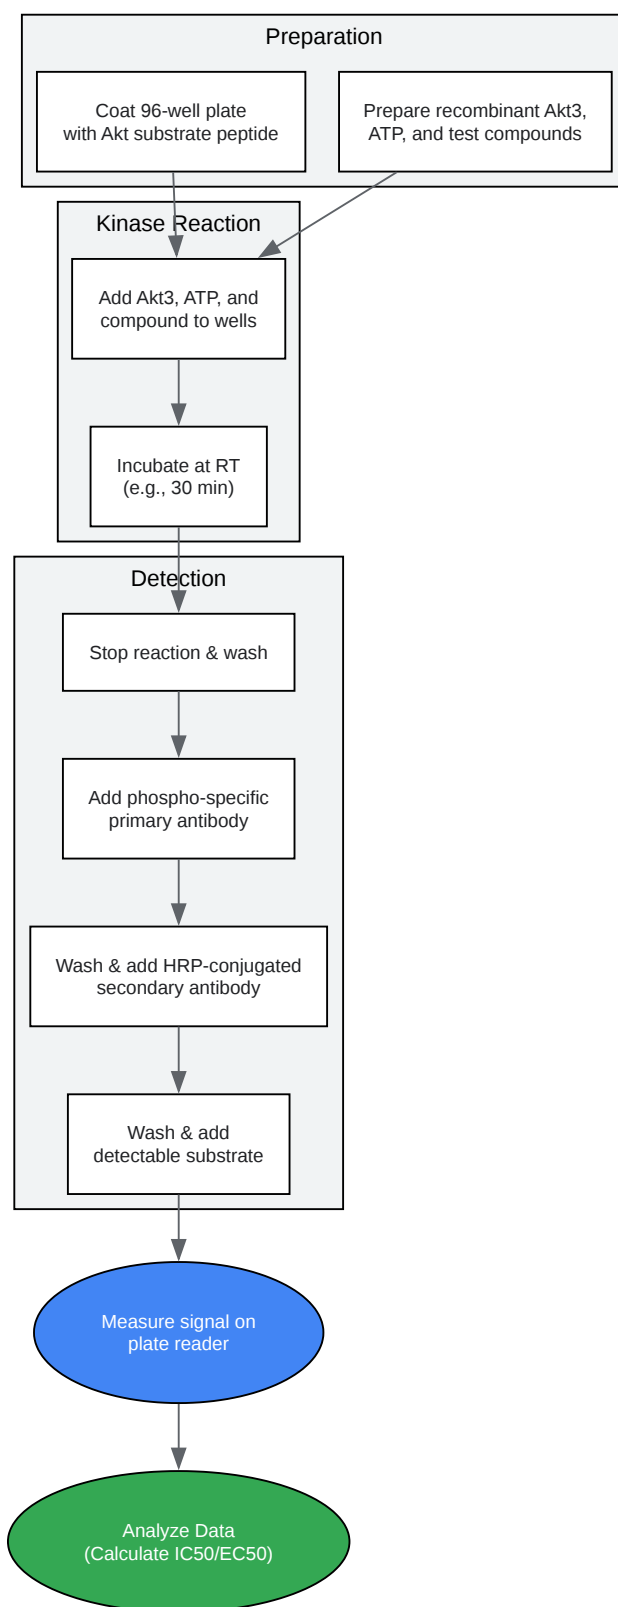 Preparation
Coat 96-well plate
with Akt substrate peptide
Prepare recombinant Akt3,
ATP, and test compounds
Kinase Reaction
Add Akt3, ATP, and
compound to wells
Incubate at RT
(e.g., 30 min)
Detection
Stop reaction & wash
Add phospho-specific
primary antibody
Wash & add HRP-conjugated
secondary antibody
Wash & add
detectable substrate
Measure signal on
plate reader
Analyze Data
(Calculate IC50/EC50)